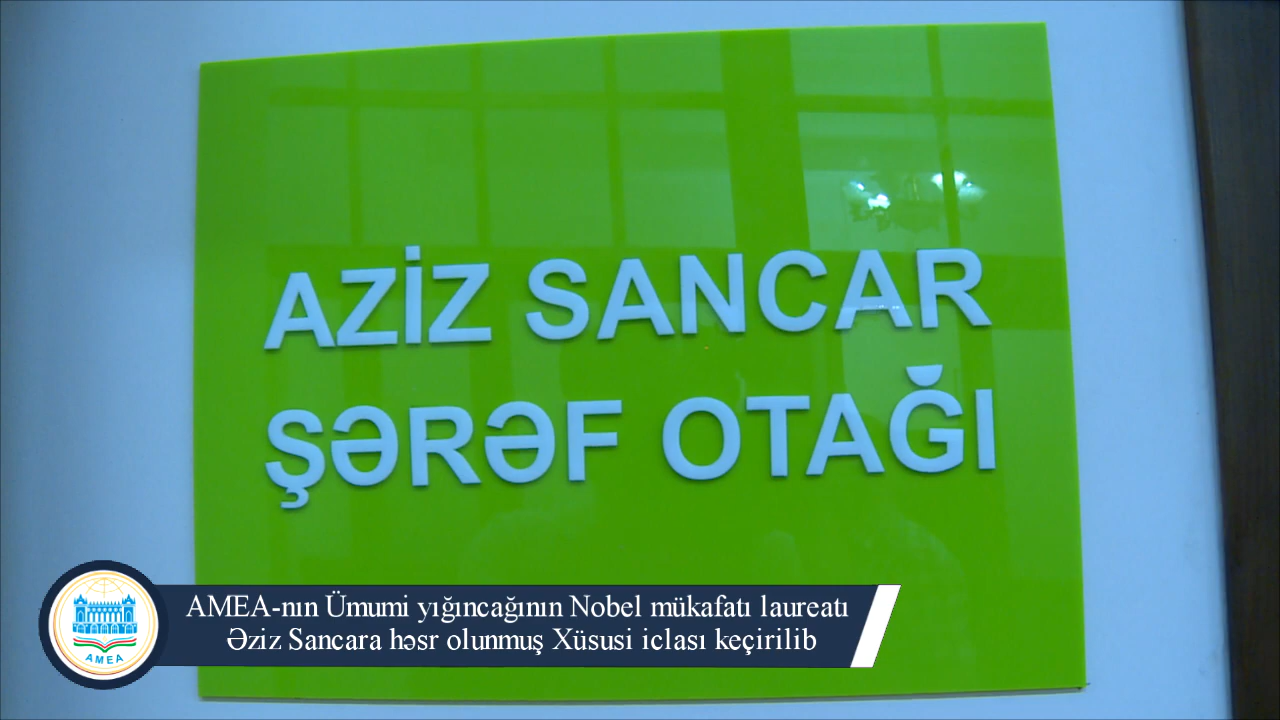 AZİZ SANCAR
ŞƏRƏF OTAĞI
AMEA-nın Ümumi yığıncağının Nobel mükafatı laureatı
Əziz Sancara həsr olunmuş Xüsusi iclası keçirilib
AMEA